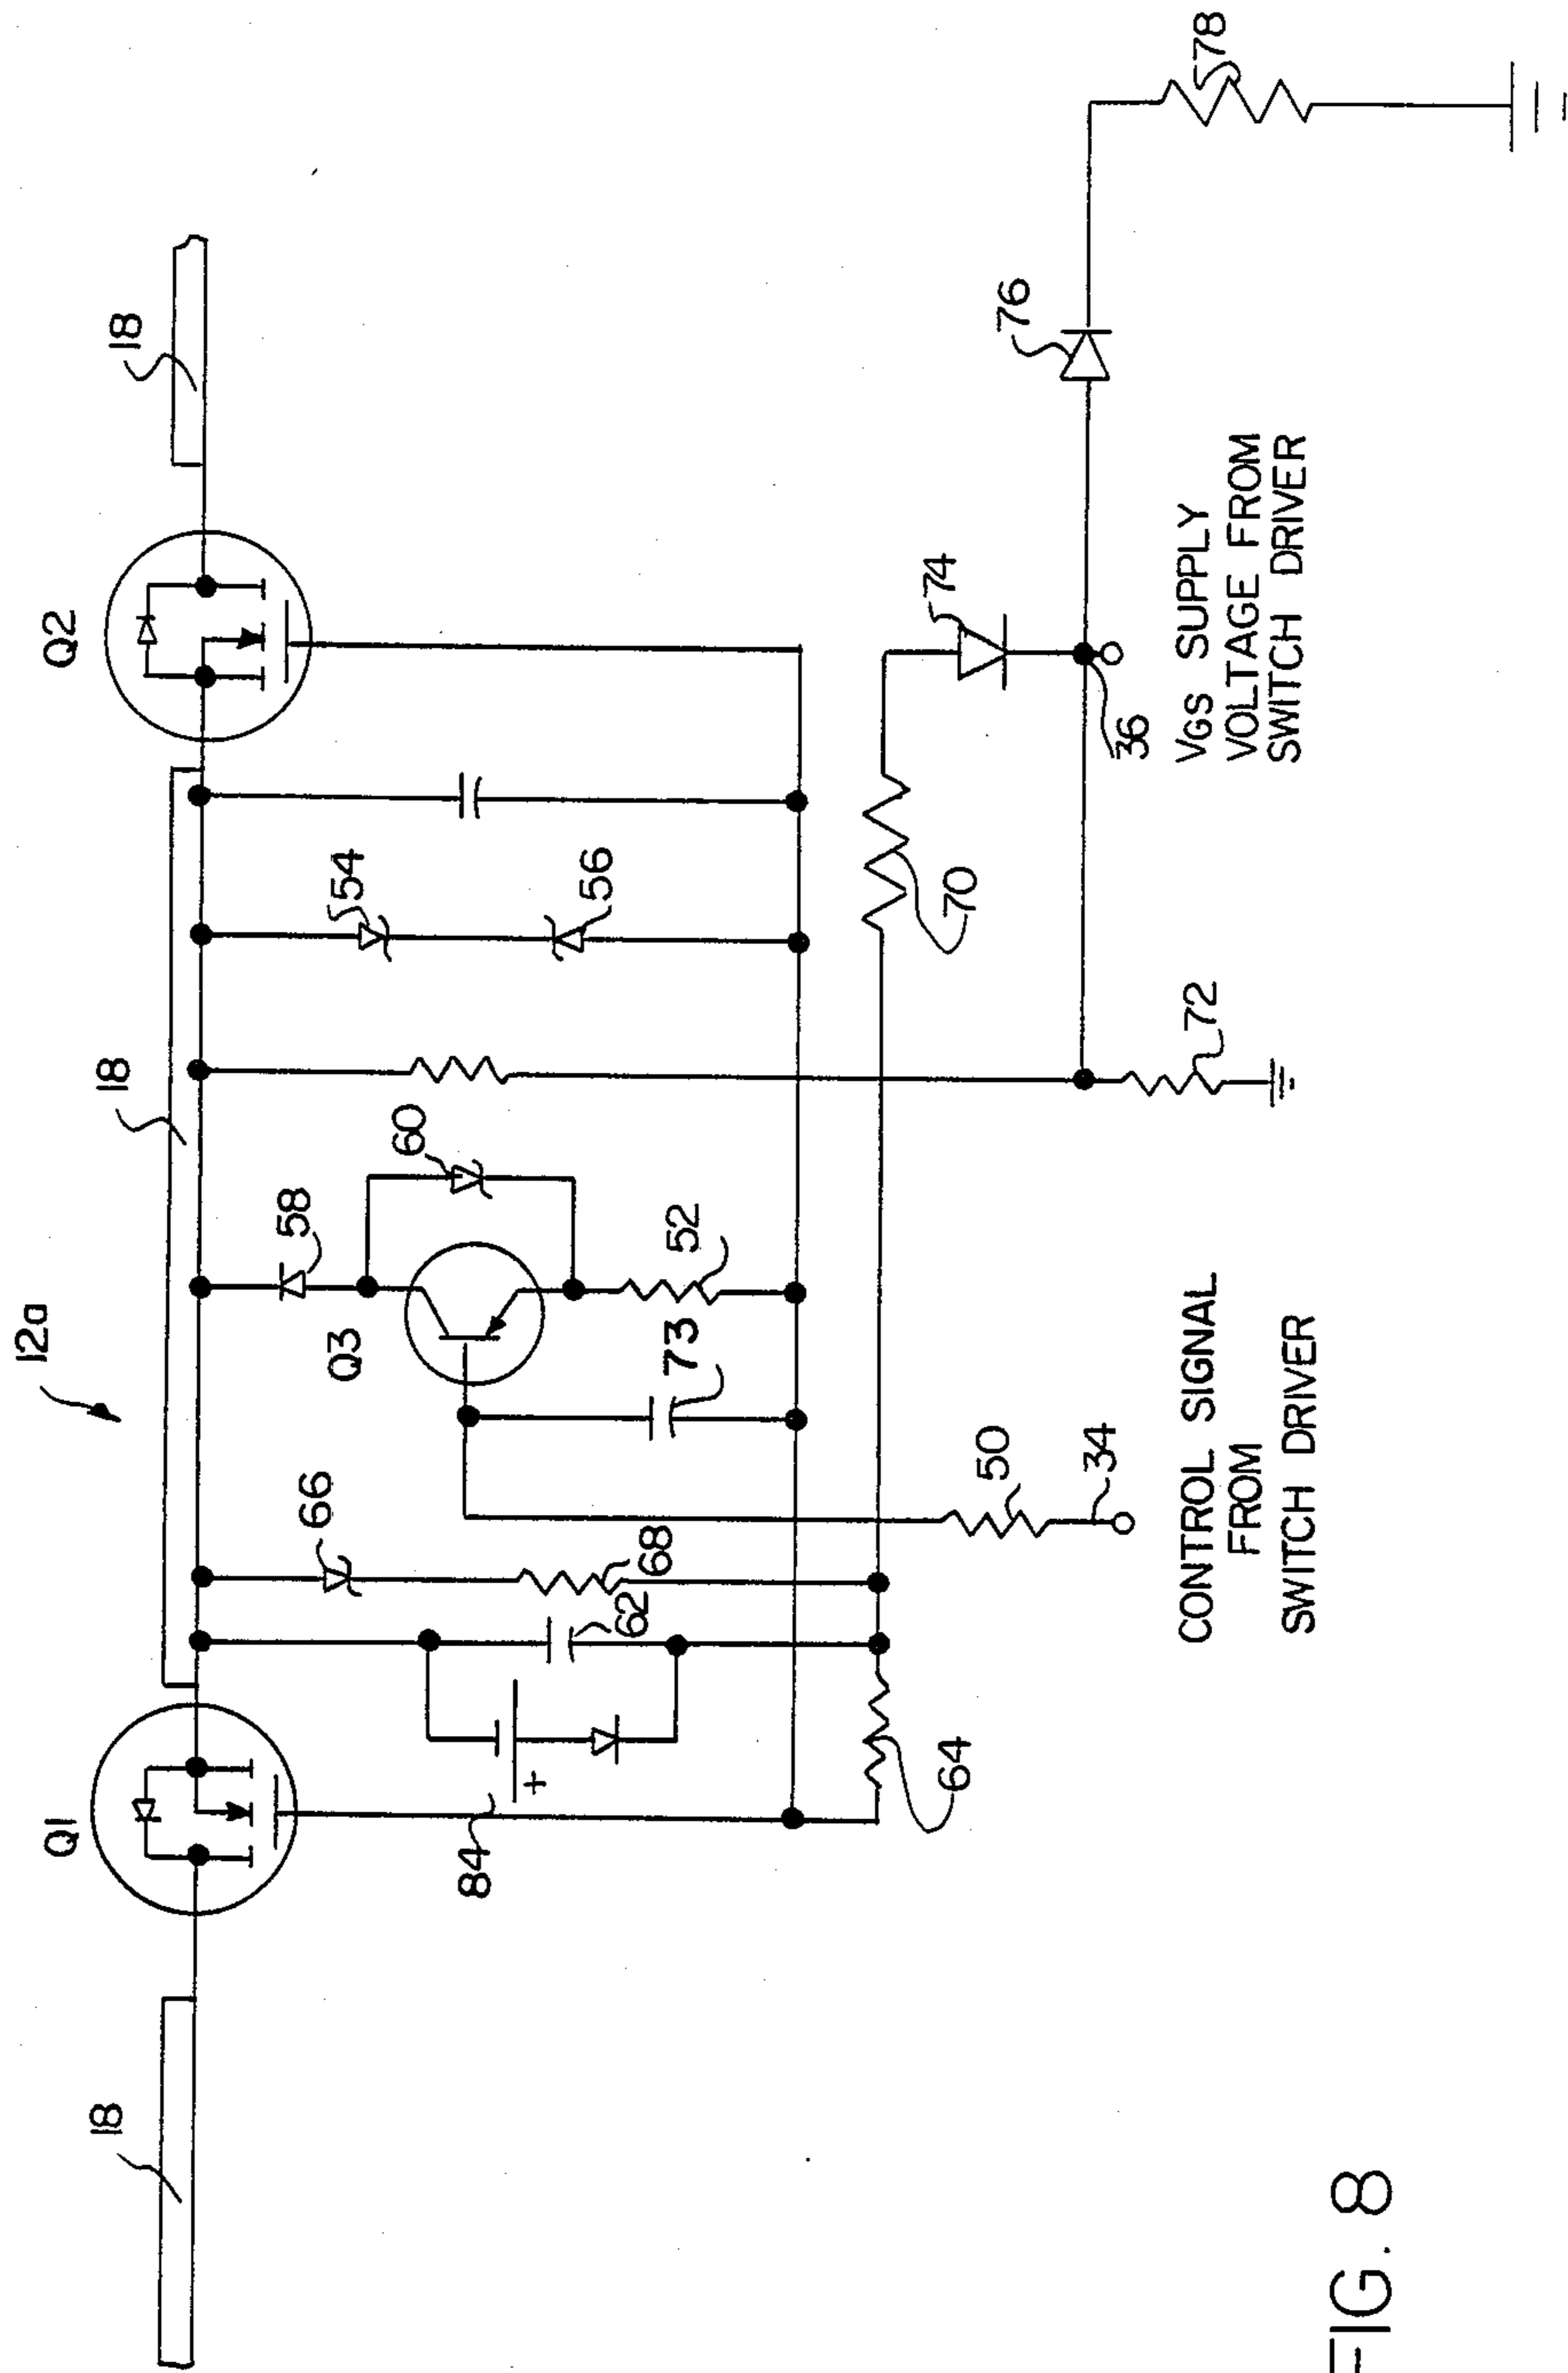 12a
Q1
18
18
18
Q2
66
68
62
84
64
Q3
58
60
52
73
50
34
54
56
70
72
74
76
78
36
CONTROL SIGNAL
FROM
SWITCH DRIVER
VGS SUPPLY
VOLTAGE FROM
SWITCH DRIVER
+
FIG. 8